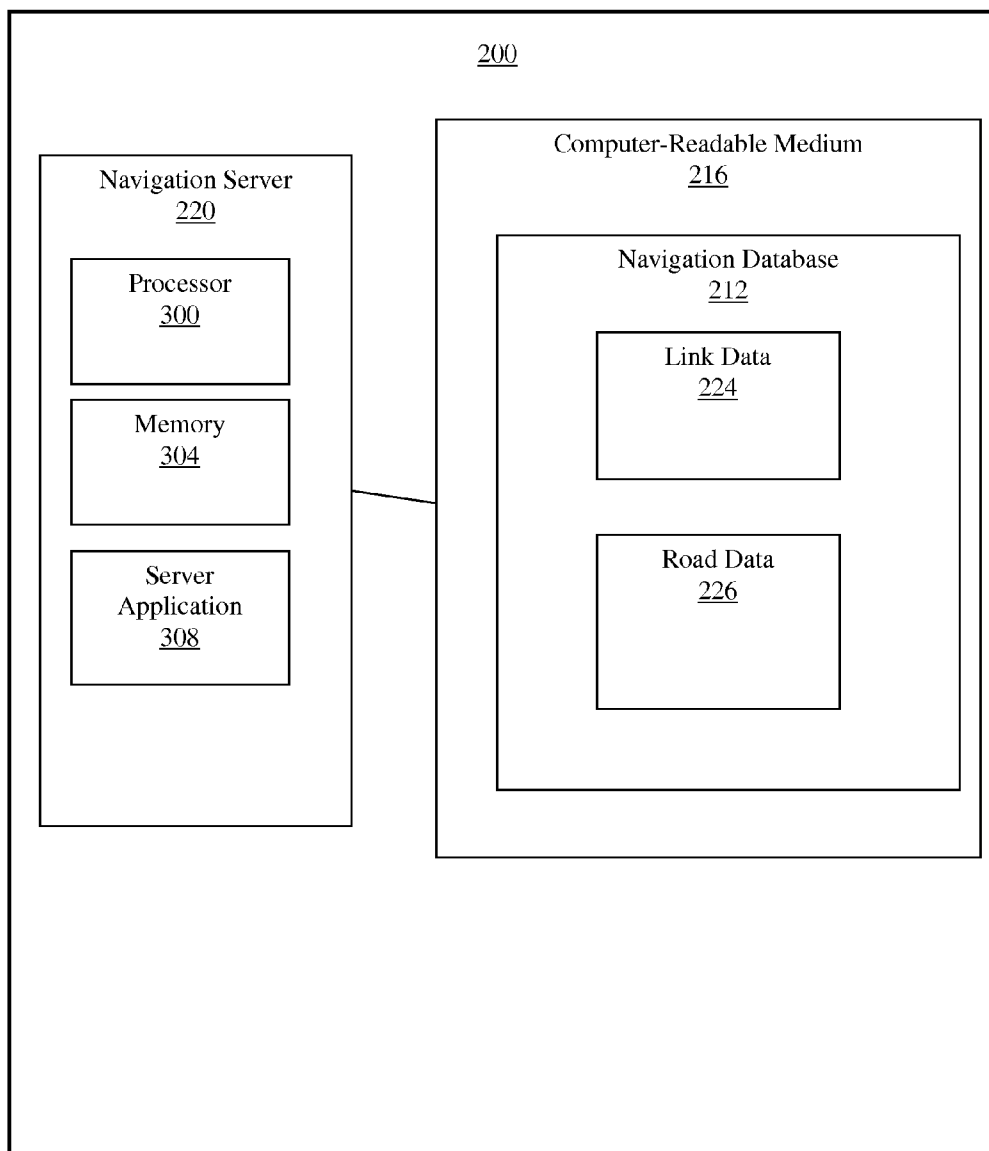 200
Navigation Server
220
Processor
300
Memory
304
Server
Application
308
Computer-Readable Medium
216
Navigation Database
212
Link Data
224
Road Data
226